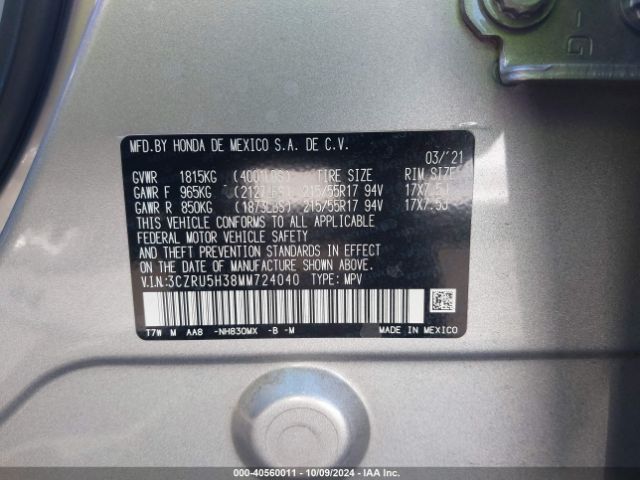 G
MFD.BY HONDA DE MEXICO S.A. DE C.V.
03/'21
GVWR 1815KG (4001LBS) TIRE SIZE RIM SIZE
GAWR F 965KG (2127LBS) 215/55R17 94V 17X7.5J
GAWR R 850KG (1873LBS) 215/55R17 94V 17X7.5J
THIS VEHICLE CONFORMS TO ALL APPLICABLE
FEDERAL MOTOR VEHICLE SAFETY
AND THEFT PREVENTION STANDARDS IN EFFECT
ON THE DATE OF MANUFACTURE SHOWN ABOVE.
V.I.N:3CZRU5H38MM724040 TYPE: MPV
T7W M AA8 -NH830MX -B -M MADE IN MEXICO
000-40560011 - 10/09/2024 - IAA Inc.